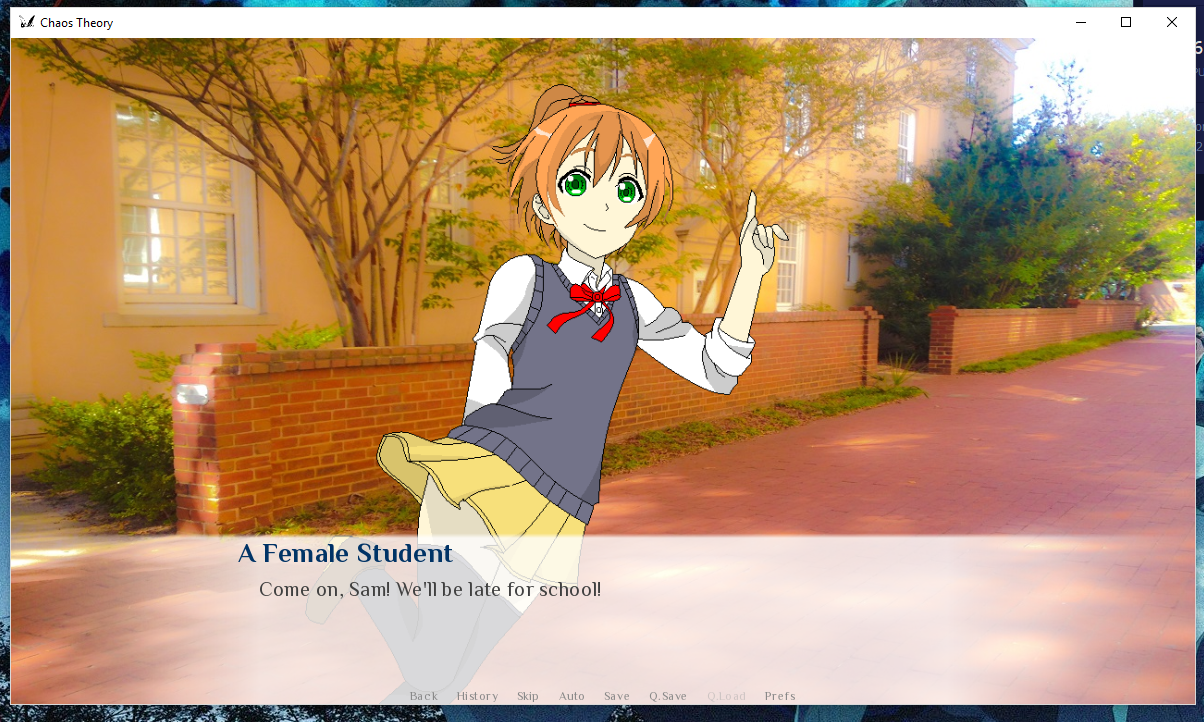 Chaos Theory
A Female Student
Come on, Sam! We'll be late for school!
Back History Skip Auto Save Q.Save Q.Load Prefs